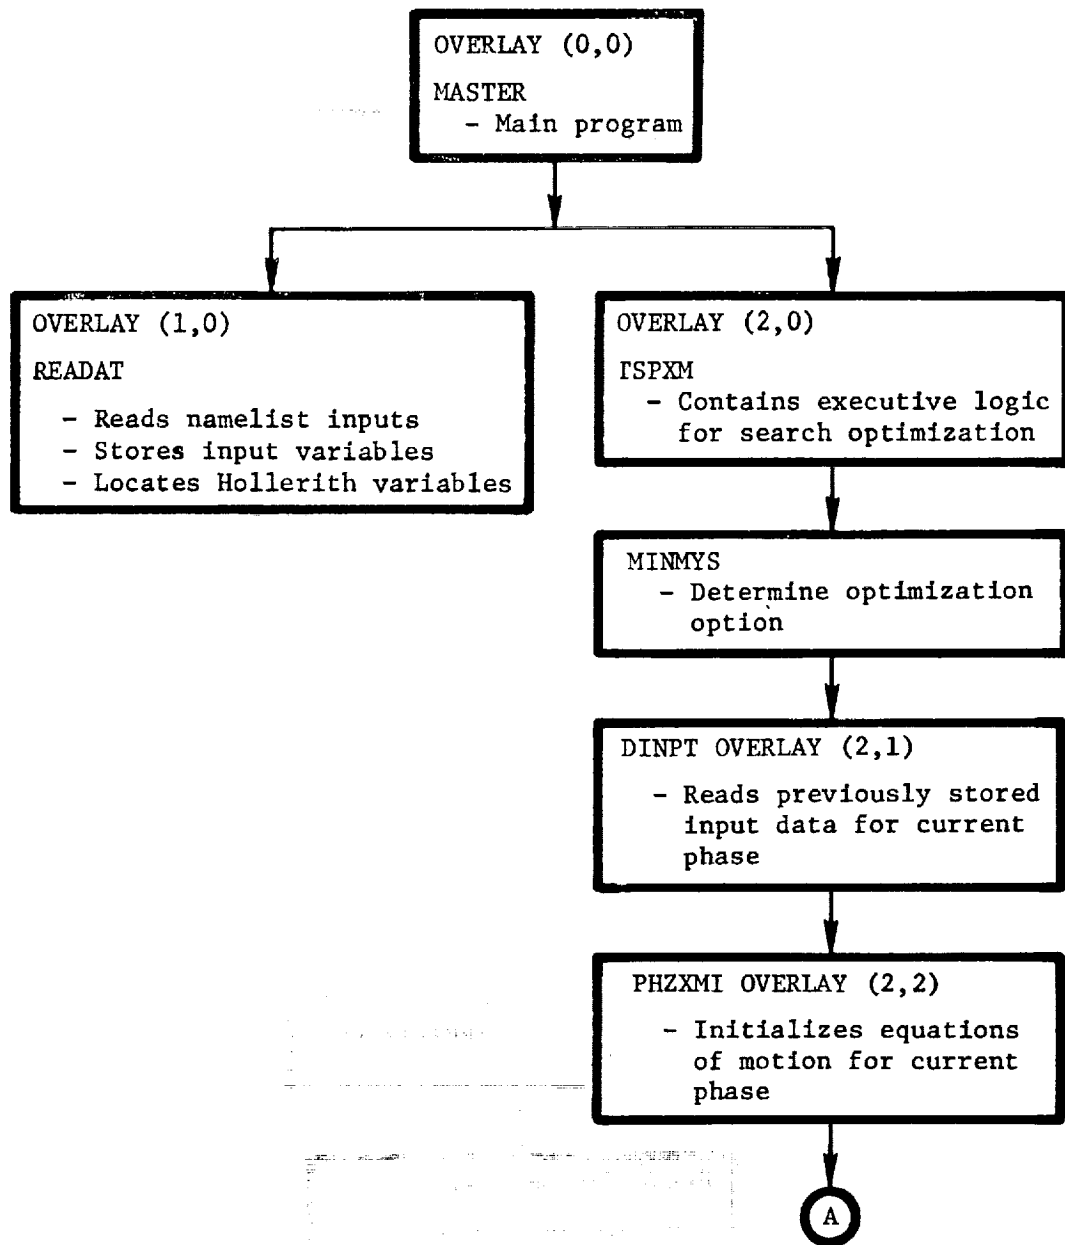 OVERLAY (0,0)
MASTER
- Main program
OVERLAY (1,0)
READAT
- Reads namelist inputs
- Stores input variables
- Locates Hollerith variables
OVERLAY (2,0)
TSPXM
- Contains executive logic
for search optimization
MINMYS
- Determine optimization
option
DINPT OVERLAY (2,1)
- Reads previously stored
input data for current
phase
PHZXMI OVERLAY (2,2)
- Initializes equations
of motion for current
phase
A